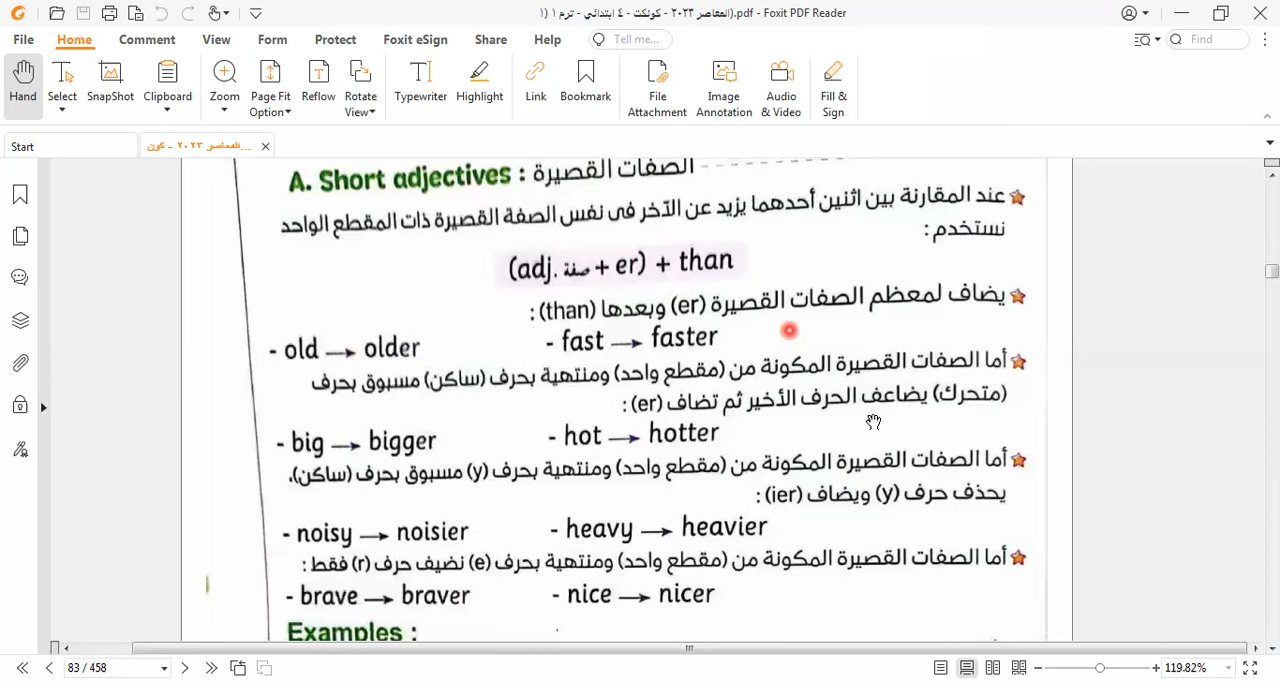 المعاصر ٢٠٢٣ - كونكت - ٤ ابتدائي - ترم ١ (١).pdf - Foxit PDF Reader
File Home Comment View Form Protect Foxit eSign Share Help Tell me... Find
Hand Select SnapShot Clipboard Zoom Page Fit Option Reflow Rotate View Typewriter Highlight Link Bookmark File Attachment Image Annotation Audio & Video Fill & Sign
Start المعاصر ٢٠٢٣ - كون...
A. Short adjectives : الصفات القصيرة
عند المقارنة بين اثنين أحدهما يزيد عن الآخر فى نفس الصفة القصيرة ذات المقطع الواحد
نستخدم :
(adj. صفة + er) + than
يضاف لمعظم الصفات القصيرة (er) وبعدها (than) :
- old → older - fast → faster
أما الصفات القصيرة المكونة من (مقطع واحد) ومنتهية بحرف (ساكن) مسبوق بحرف
(متحرك) يضاعف الحرف الأخير ثم تضاف (er) :
- big → bigger - hot → hotter
أما الصفات القصيرة المكونة من (مقطع واحد) ومنتهية بحرف (y) مسبوق بحرف (ساكن)،
يحذف حرف (y) ويضاف (ier) :
- noisy → noisier - heavy → heavier
أما الصفات القصيرة المكونة من (مقطع واحد) ومنتهية بحرف (e) نضيف حرف (r) فقط :
- brave → braver - nice → nicer
Examples :
83 / 458 119.82%